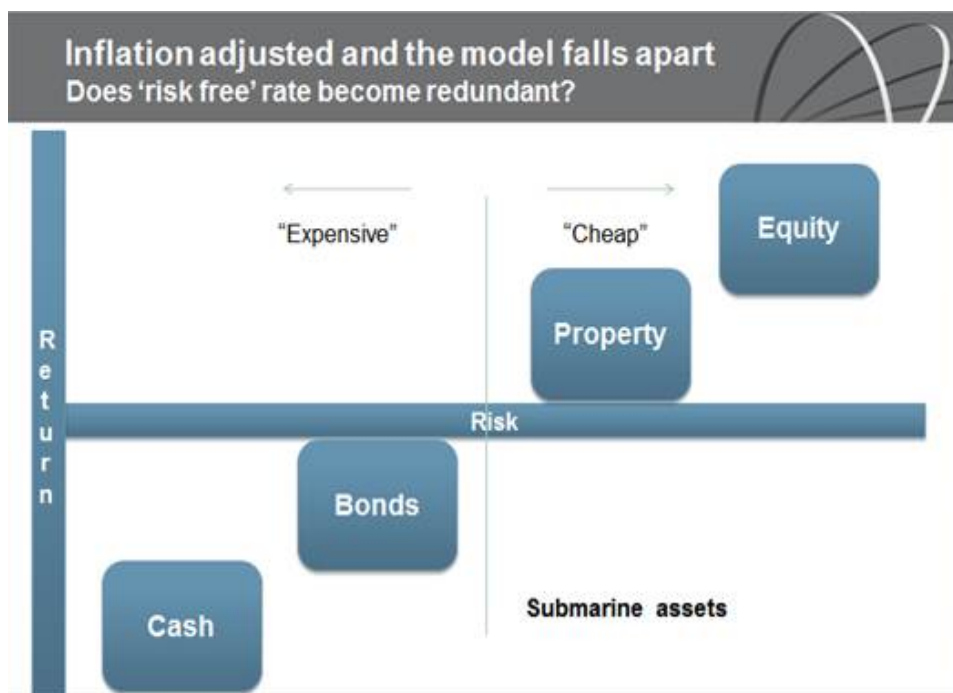 Inflation adjusted and the model falls apart
Does ‘risk free’ rate become redundant?
“Expensive”
“Cheap”
Equity
Property
Return
Risk
Bonds
Submarine assets
Cash